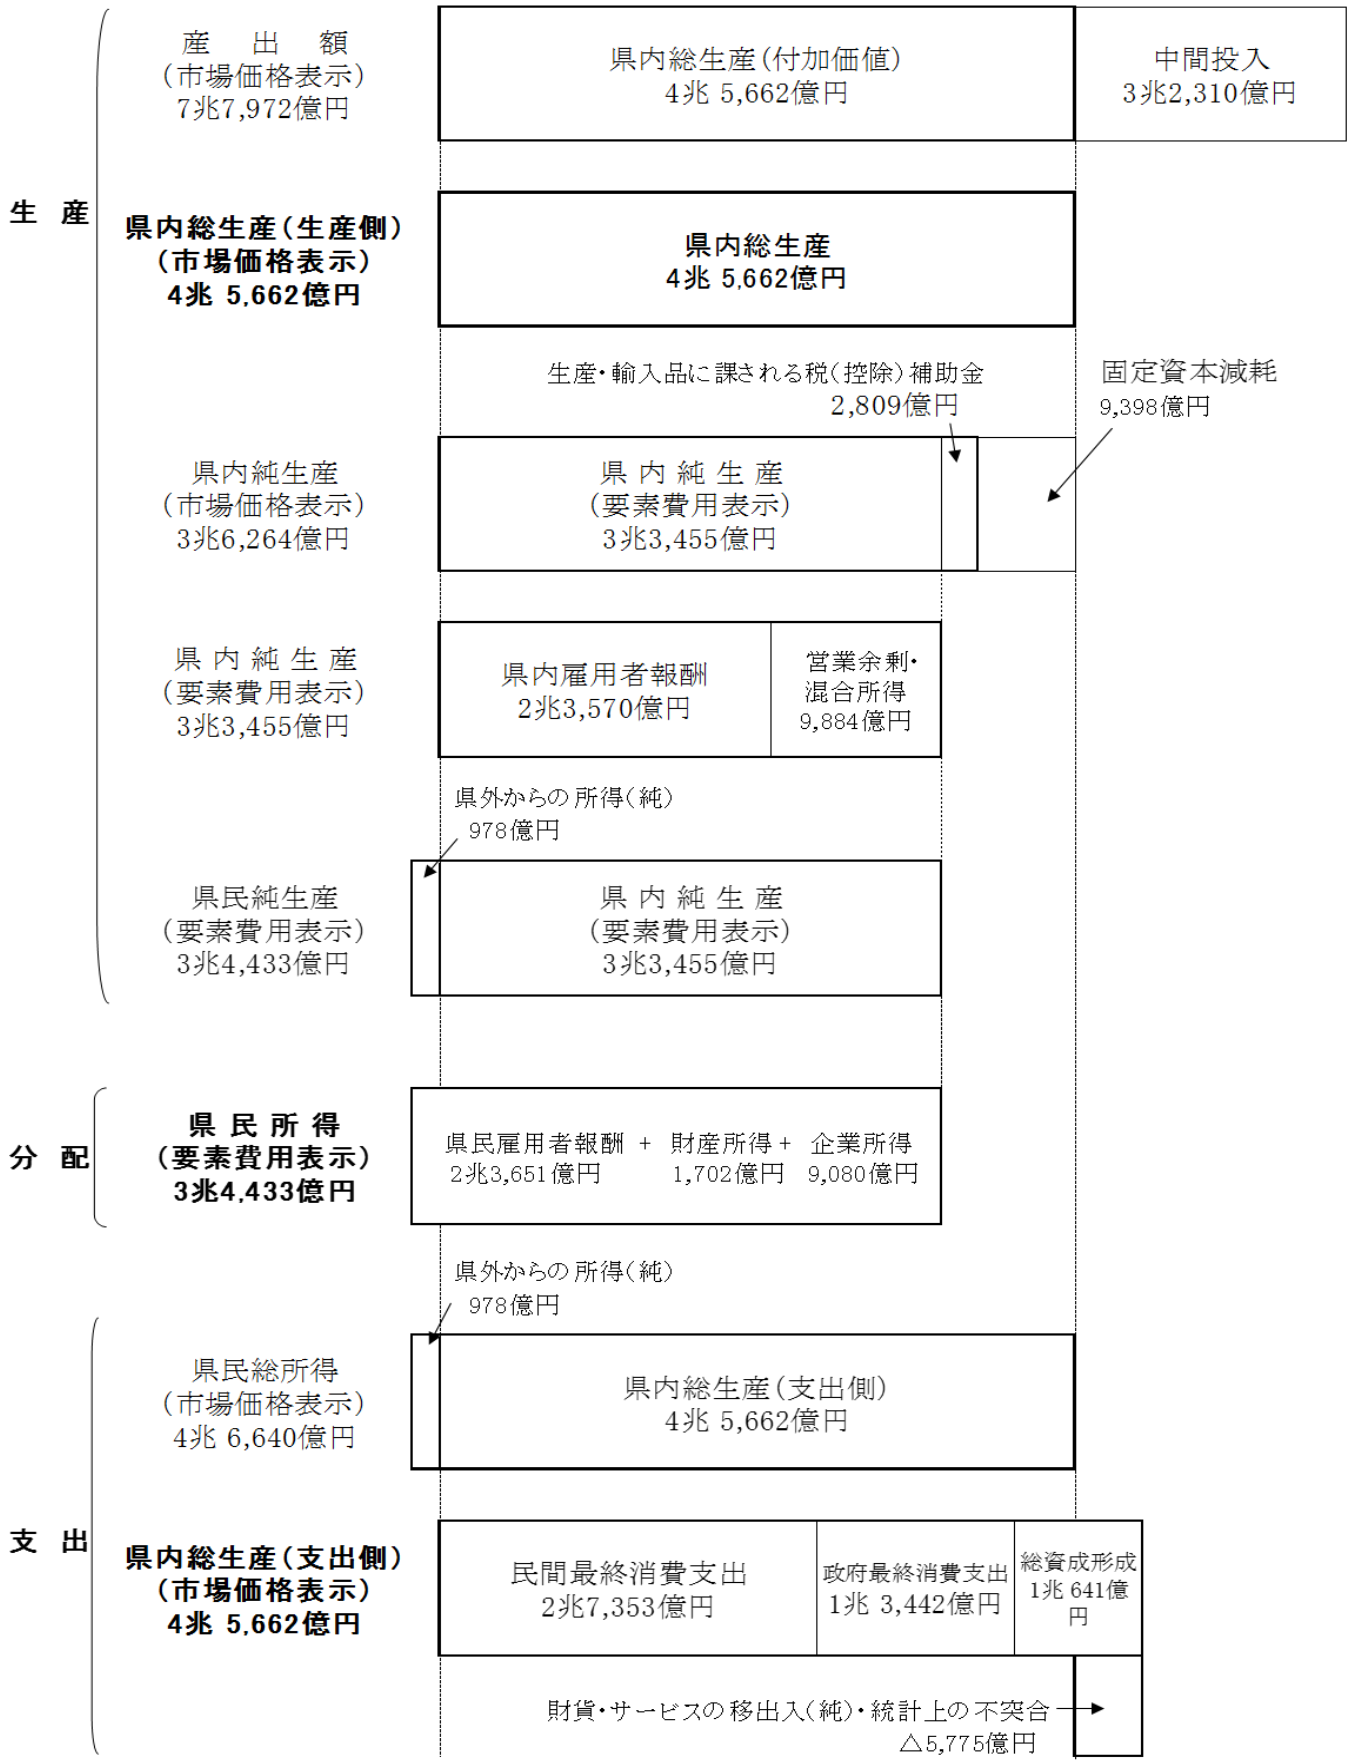 産 出 額
(市場価格表示)
7兆7,972億円
県内総生産(付加価値)
4兆 5,662億円
中間投入
3兆2,310億円
生 産
県内総生産(生産側)
(市場価格表示)
4兆 5,662億円
県内総生産
4兆 5,662億円
生産・輸入品に課される税(控除)補助金
2,809億円
固定資本減耗
9,398億円
県内純生産
(市場価格表示)
3兆6,264億円
県 内 純 生 産
(要素費用表示)
3兆3,455億円
県 内 純 生 産
(要素費用表示)
3兆3,455億円
県内雇用者報酬
2兆3,570億円
営業余剰・
混合所得
9,884億円
県外からの所得(純)
978億円
県民純生産
(要素費用表示)
3兆4,433億円
県 内 純 生 産
(要素費用表示)
3兆3,455億円
分 配
県 民 所 得
(要素費用表示)
3兆4,433億円
県民雇用者報酬 + 財産所得 + 企業所得
2兆3,651億円 1,702億円 9,080億円
県外からの所得(純)
978億円
県民総所得
(市場価格表示)
4兆 6,640億円
県内総生産(支出側)
4兆 5,662億円
支 出
県内総生産(支出側)
(市場価格表示)
4兆 5,662億円
民間最終消費支出
2兆7,353億円
政府最終消費支出
1兆 3,442億円
総資成形成
1兆 641億
円
財貨・サービスの移出入(純)・統計上の不突合
△5,775億円